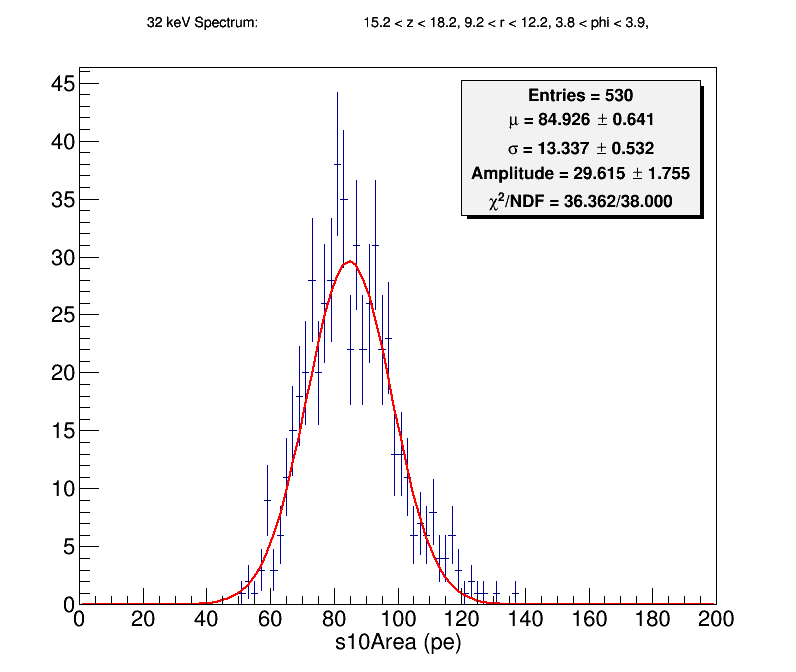 32 keV Spectrum: 15.2 < z < 18.2, 9.2 < r < 12.2, 3.8 < phi < 3.9,
Entries = 530
μ = 84.926 ± 0.641
σ = 13.337 ± 0.532
Amplitude = 29.615 ± 1.755
χ²/NDF = 36.362/38.000
45
40
35
30
25
20
15
10
5
0
0 20 40 60 80 100 120 140 160 180 200
s10Area (pe)